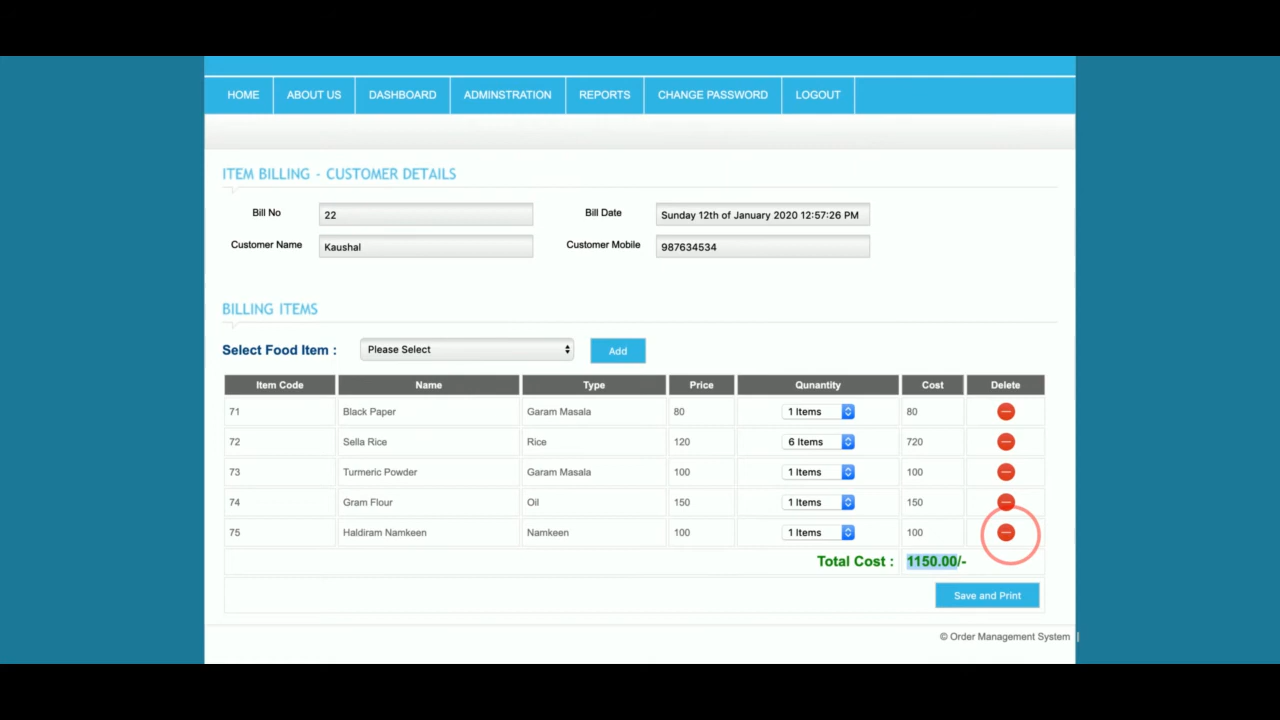 HOME ABOUT US DASHBOARD ADMINSTRATION REPORTS CHANGE PASSWORD LOGOUT
ITEM BILLING - CUSTOMER DETAILS
Bill No 22 Bill Date Sunday 12th of January 2020 12:57:26 PM
Customer Name Kaushal Customer Mobile 987634534
BILLING ITEMS
Select Food Item : Please Select Add
Item Code Name Type Price Qunantity Cost Delete
71 Black Paper Garam Masala 80 1 Items 80
72 Sella Rice Rice 120 6 Items 720
73 Turmeric Powder Garam Masala 100 1 Items 100
74 Gram Flour Oil 150 1 Items 150
75 Haldiram Namkeen Namkeen 100 1 Items 100
Total Cost : 1150.00/-
Save and Print
© Order Management System